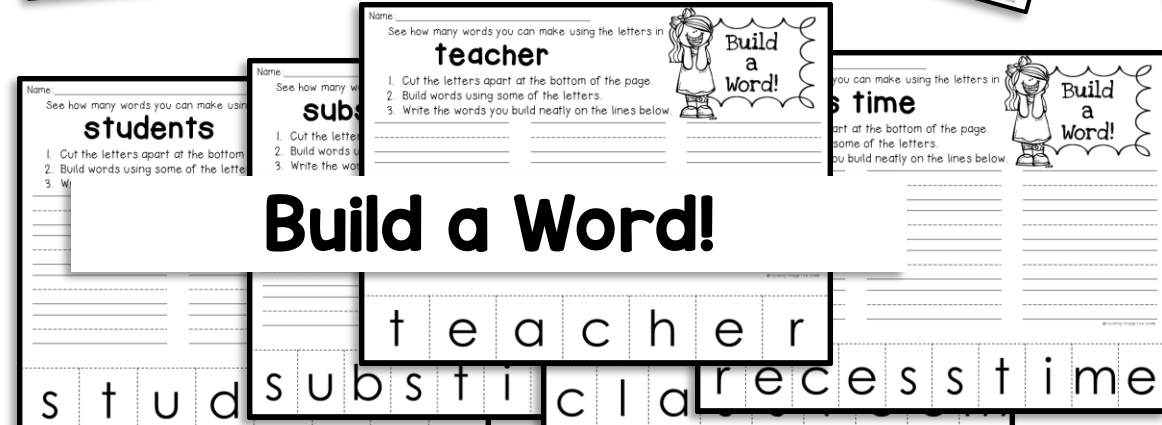 Name:
See how many words you can make using the letters in
teacher
1. Cut the letters apart at the bottom of the page.
2. Build words using some of the letters.
3. Write the words you build neatly on the lines below.
Build
a
Word!
t e a c h e r
Name:
See how many words you can make usin
students
1. Cut the letters apart at the bottom
2. Build words using some of the lette
3. W
s t u d
Name:
See how many w
subs
1. Cut the letter
2. Build words u
3. Write the wor
s u b s t i
you can make using the letters in
s time
art at the bottom of the page.
some of the letters.
ou build neatly on the lines below.
Build
a
Word!
r e c e s s t i m e
Build a Word!
c l a